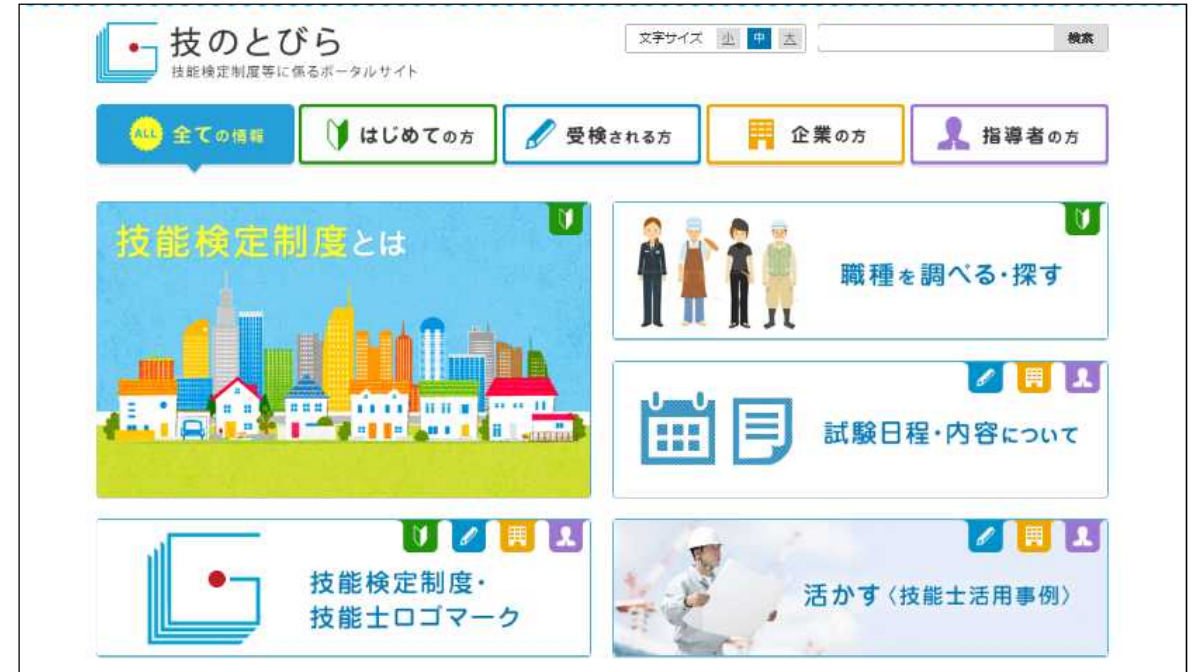 技のとびら
技能検定制度等に係るポータルサイト
文字サイズ 小 中 大
検索
ALL 全ての情報
はじめての方
受検される方
企業の方
指導者の方
技能検定制度とは
職種を調べる・探す
試験日程・内容について
技能検定制度・
技能士ロゴマーク
活かす〈技能士活用事例〉